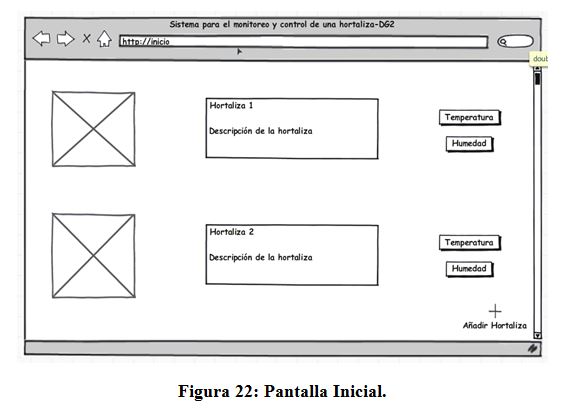 Sistema para el monitoreo y control de una hortaliza-DG2
X
http://inicio
doub
Hortaliza 1
Descripción de la hortaliza
Temperatura
Humedad
Hortaliza 2
Descripción de la hortaliza
Temperatura
Humedad
Añadir Hortaliza
Figura 22: Pantalla Inicial.